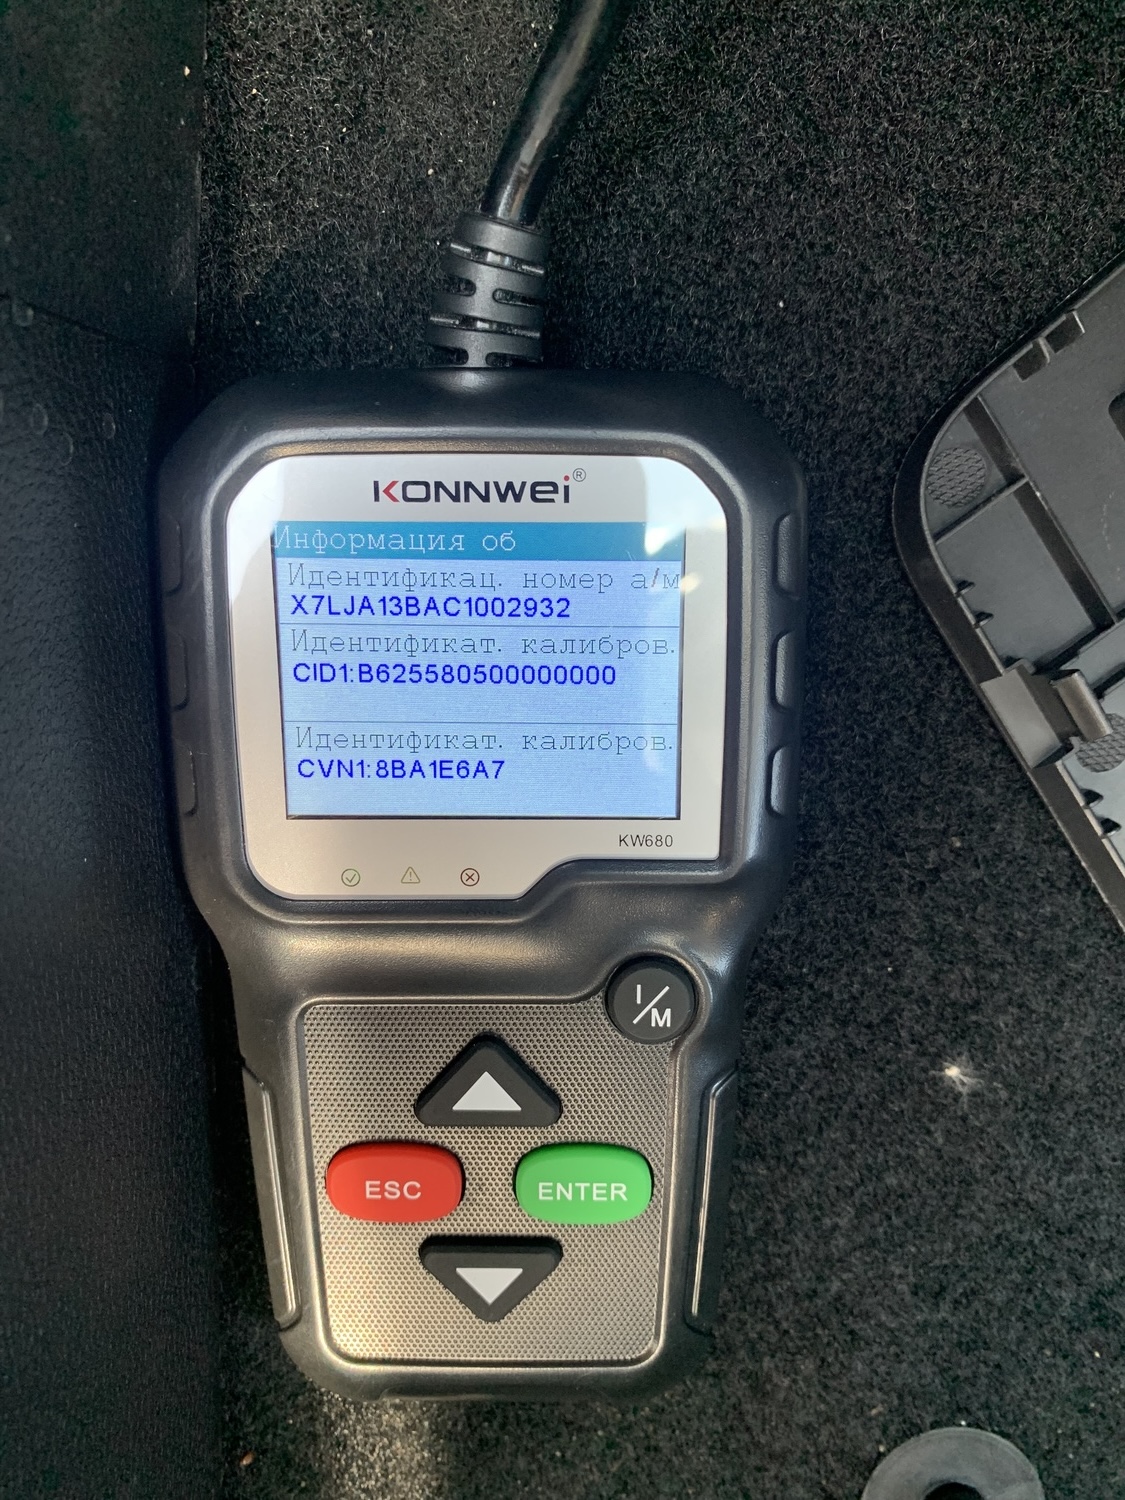 KONNWEI®
Информация об
Идентификац. номер а/м
X7LJA13BAC1002932
Идентификат. калибров.
CID1:B625580500000000
Идентификат. калибров.
CVN1:8BA1E6A7
KW680
I/M
ESC
ENTER